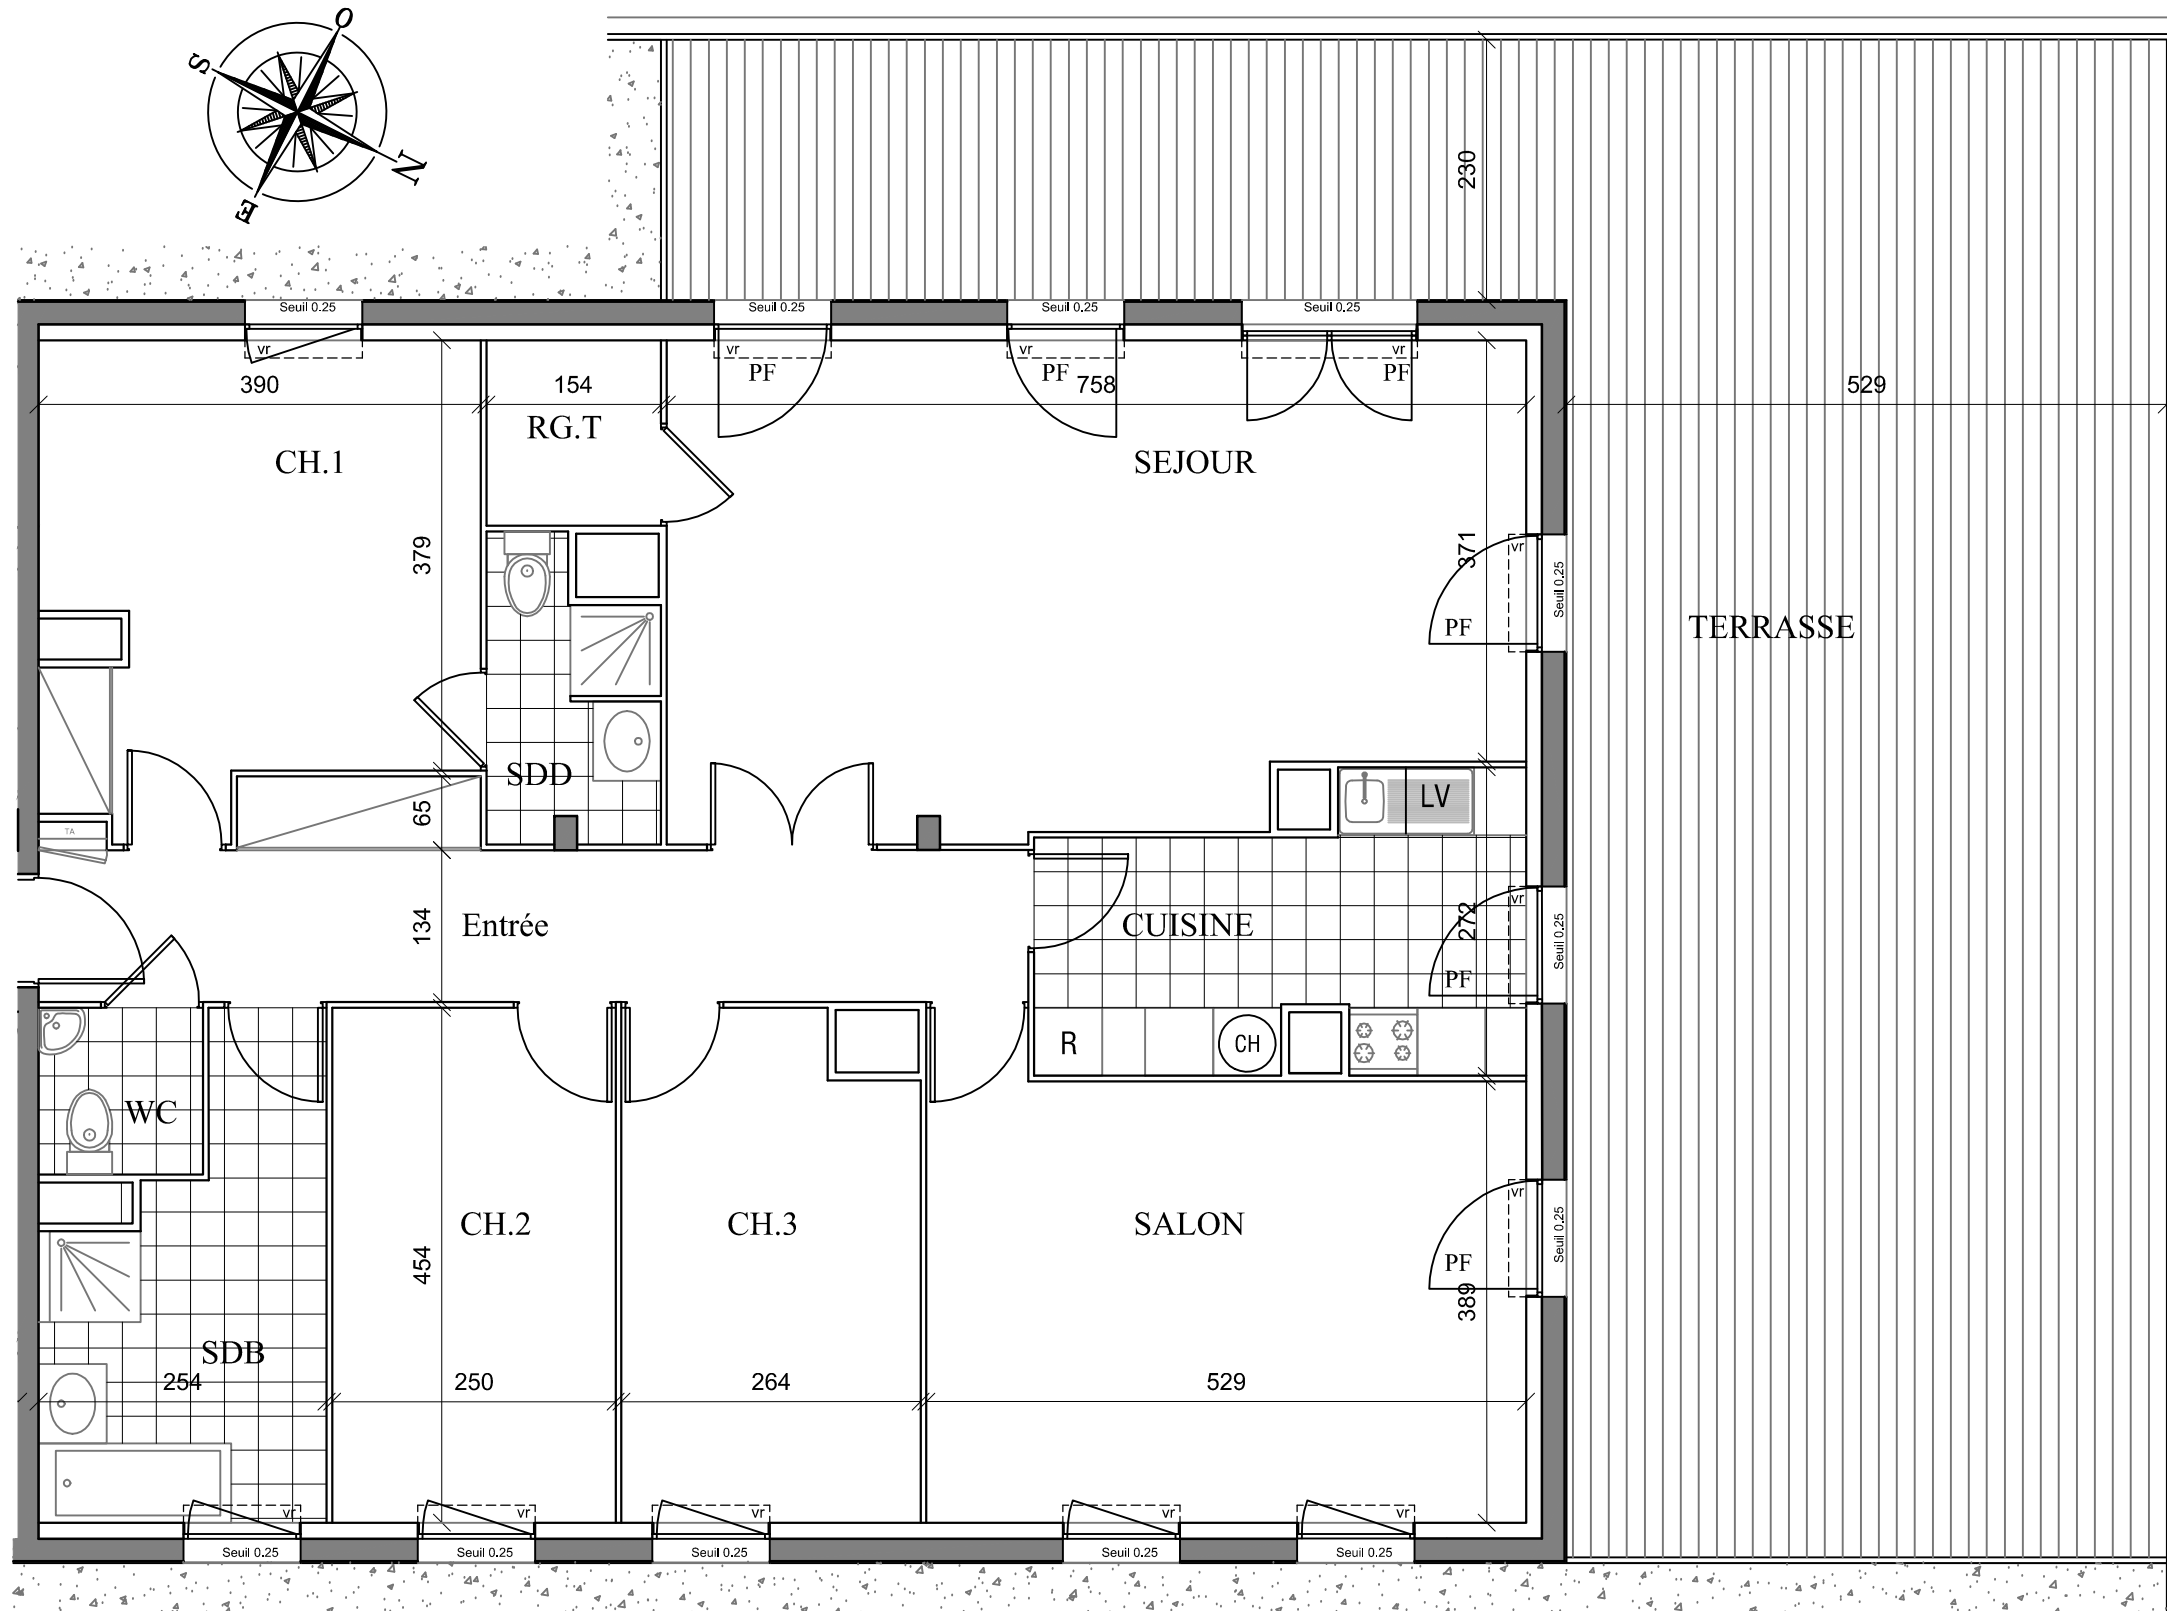 O
S
N
E
230
Seuil 0.25
Seuil 0.25
Seuil 0.25
Seuil 0.25
vr
vr
vr
vr
PF
PF
PF
390
154
758
529
RG.T
CH.1
SEJOUR
379
371
vr
Seuil 0.25
PF
TERRASSE
SDD
65
LV
TA
134
Entrée
CUISINE
272
vr
Seuil 0.25
PF
R
CH
WC
CH.2
CH.3
SALON
vr
Seuil 0.25
PF
454
389
SDB
254
250
264
529
vr
vr
vr
vr
vr
Seuil 0.25
Seuil 0.25
Seuil 0.25
Seuil 0.25
Seuil 0.25